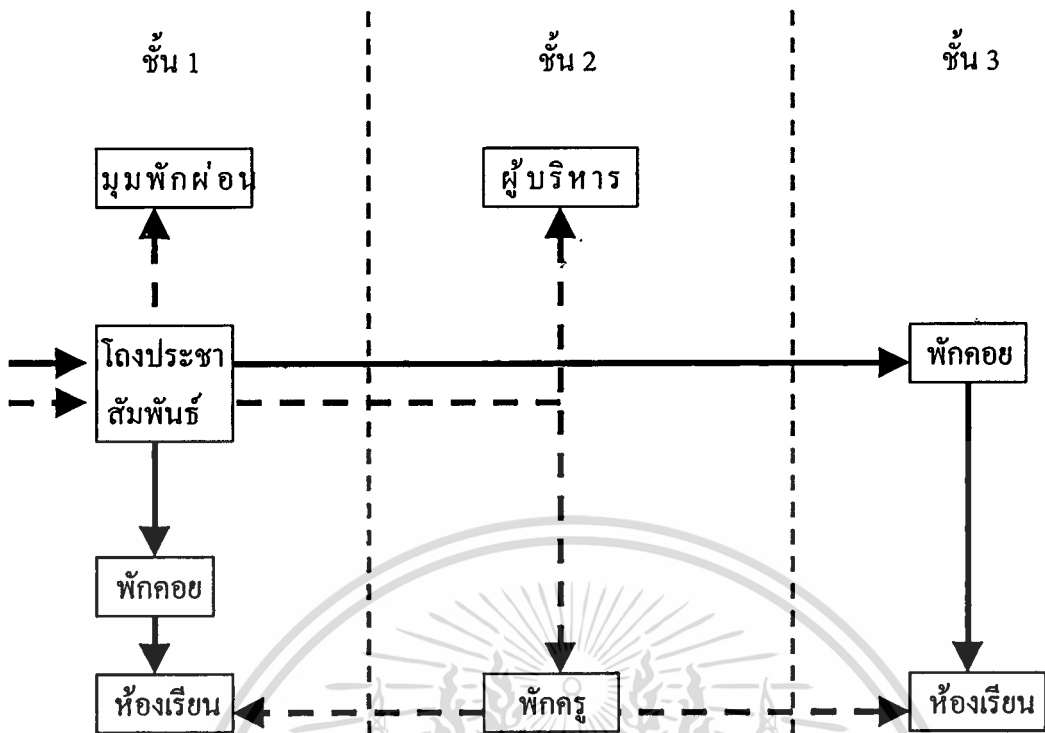 ชั้น 1
ชั้น 2
ชั้น 3
มุมพักผ่อน
ผู้บริหาร
โถงประชา
สัมพันธ์
พักคอย
พักคอย
ห้องเรียน
พักครู
ห้องเรียน